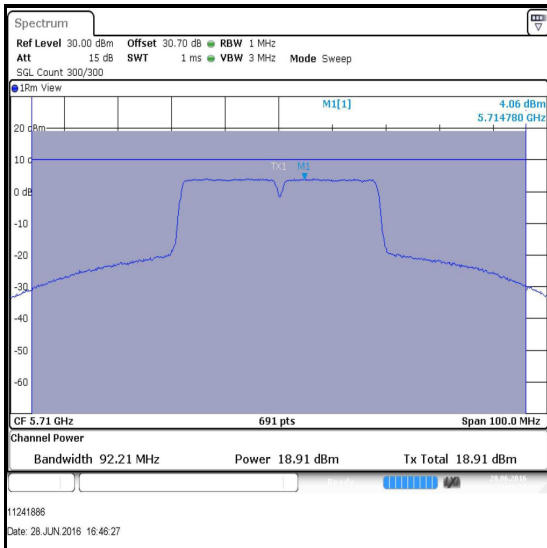 Spectrum
Ref Level 30.00 dBm Offset 30.70 dB RBW 1 MHz
Att 15 dB SWT 1 ms VBW 3 MHz Mode Sweep
SGL Count 300/300
1Rm View
M1[1] 4.06 dBm
5.714780 GHz
20 dBm
10 d
TX1 M1
0 dB
-10
-20
-30
-40
-50
-60
CF 5.71 GHz 691 pts Span 100.0 MHz
Channel Power
Bandwidth 92.21 MHz Power 18.91 dBm Tx Total 18.91 dBm
Ready 28.06.2016
11241886
Date: 28.JUN.2016 16:46:27